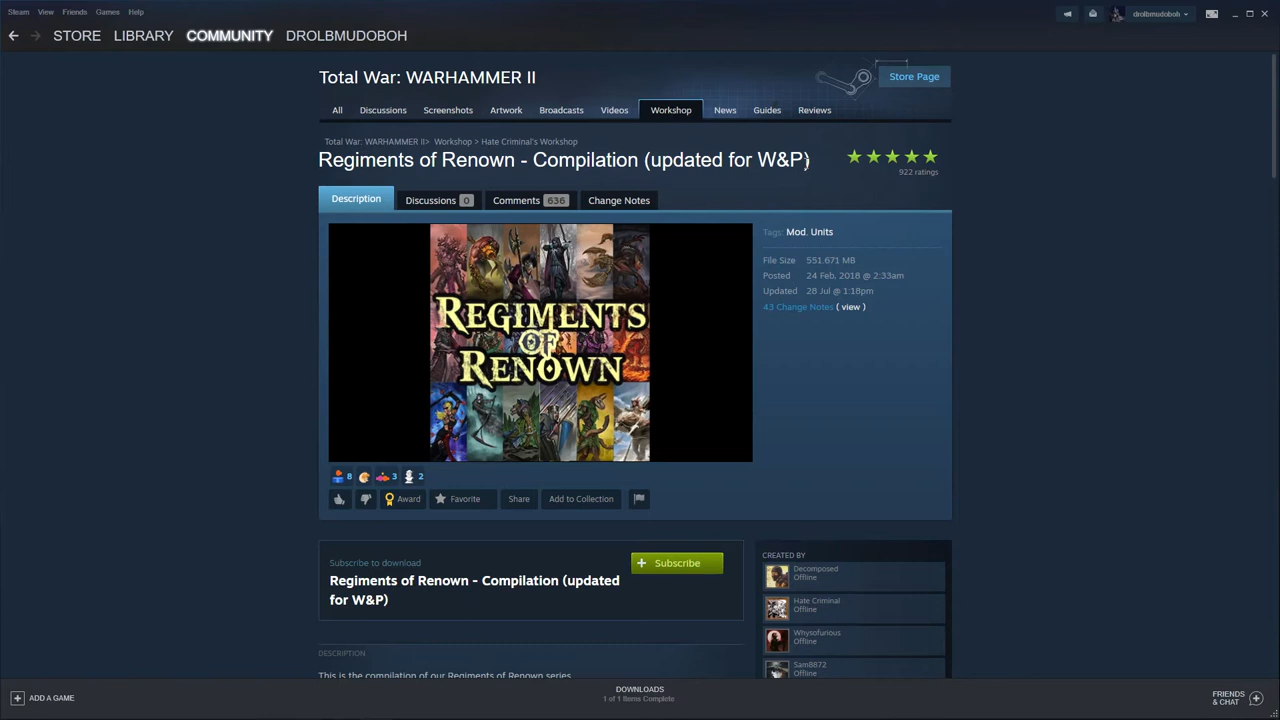 Steam View Friends Games Help
drolbmudoboh
STORE LIBRARY COMMUNITY DROLBMUDOBOH
Total War: WARHAMMER II
Store Page
All Discussions Screenshots Artwork Broadcasts Videos Workshop News Guides Reviews
Total War: WARHAMMER II> Workshop > Hate Criminal's Workshop
Regiments of Renown - Compilation (updated for W&P)
922 ratings
Description Discussions 0 Comments 636 Change Notes
Tags: Mod, Units
File Size 551.671 MB
Posted 24 Feb, 2018 @ 2:33am
Updated 28 Jul @ 1:18pm
43 Change Notes ( view )
REGIMENTS
OF
RENOWN
8 3 2
Award Favorite Share Add to Collection
Subscribe to download
Regiments of Renown - Compilation (updated
for W&P)
Subscribe
CREATED BY
Decomposed
Offline
Hate Criminal
Offline
Whysofurious
Offline
Sam8872
Offline
DESCRIPTION
This is the compilation of our Regiments of Renown series
ADD A GAME
DOWNLOADS
1 of 1 Items Complete
FRIENDS
& CHAT